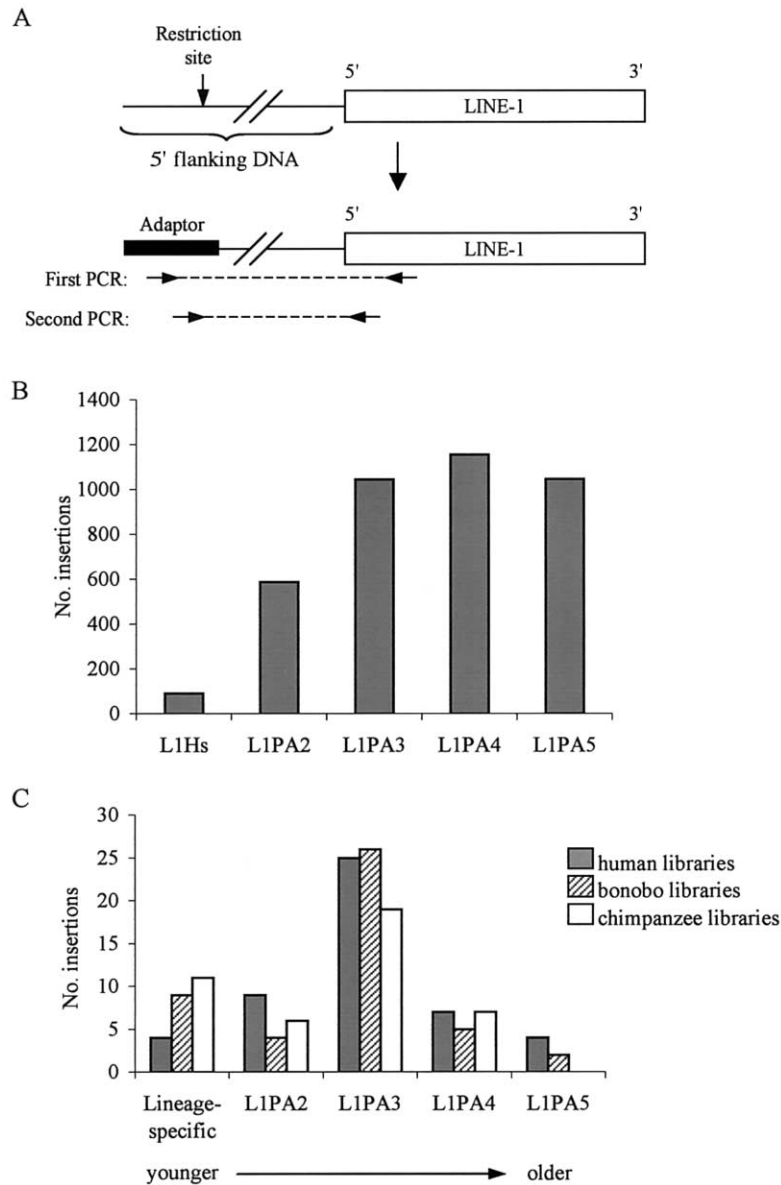 A
Restriction
site
5'
3'
LINE-1
5' flanking DNA
5'
3'
Adaptor
LINE-1
First PCR:
Second PCR:
B
No. insertions
1400
1200
1000
800
600
400
200
0
L1Hs L1PA2 L1PA3 L1PA4 L1PA5
C
No. insertions
30
25
20
15
10
5
0
human libraries
bonobo libraries
chimpanzee libraries
Lineage- L1PA2 L1PA3 L1PA4 L1PA5
specific
younger older